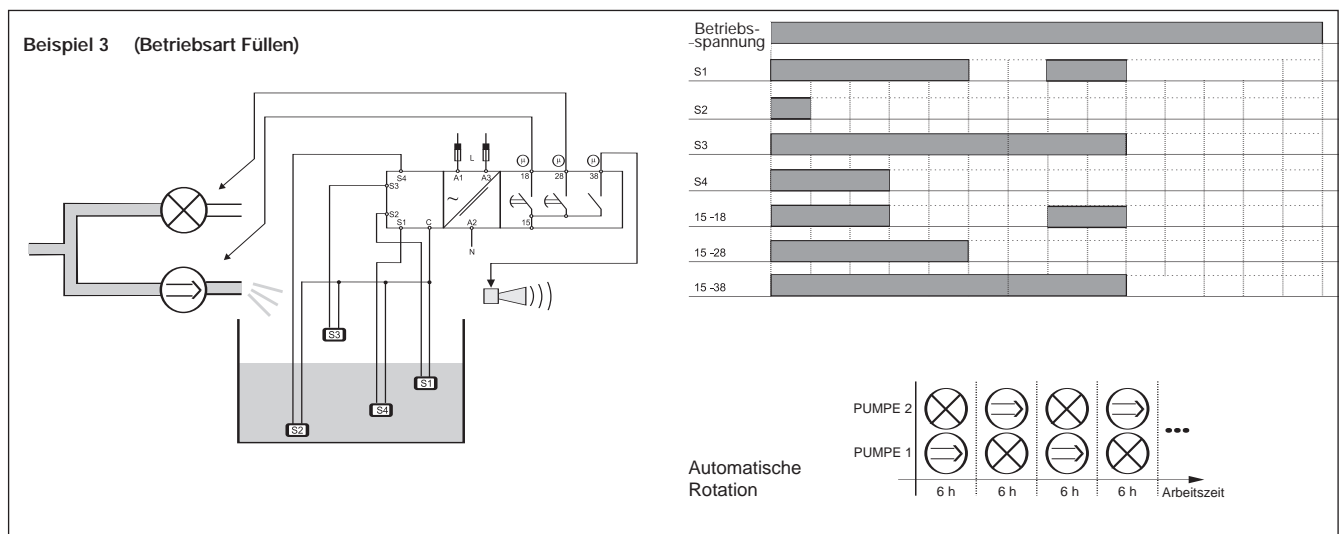 Beispiel 3 (Betriebsart Füllen)
L
μ μ μ
S4 A1 A3 18 28 38
S3
~
S2
S1 C A2 15
N
S3
S1
S4
S2
Betriebs-
spannung
S1
S2
S3
S4
15 -18
15 -28
15 -38
PUMPE 2
PUMPE 1
Automatische
Rotation
6 h 6 h 6 h 6 h Arbeitszeit